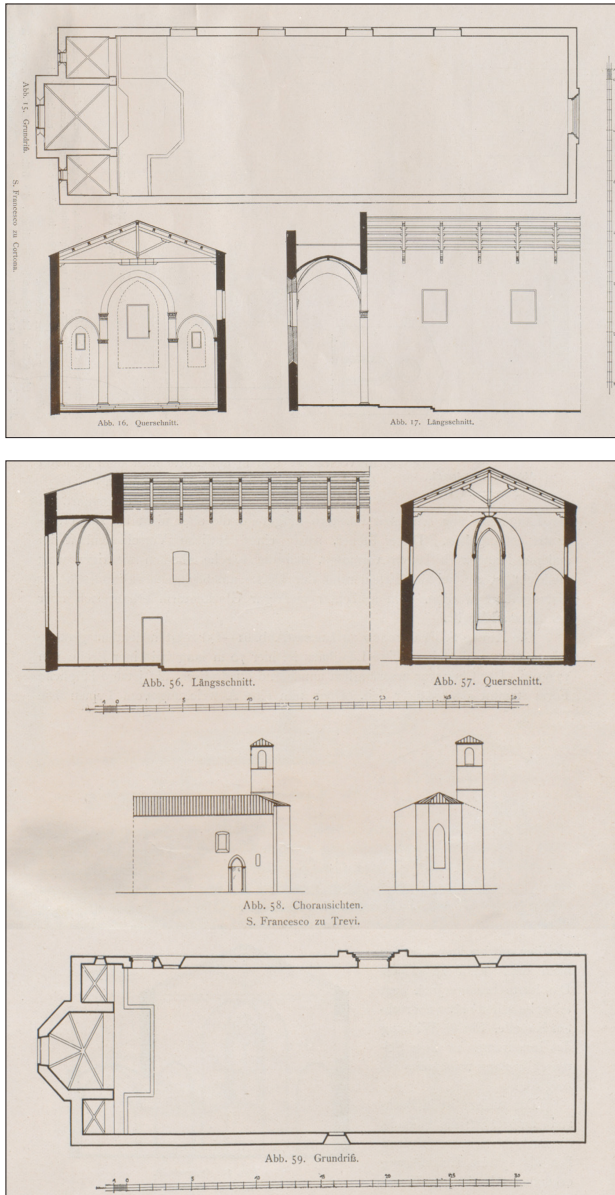 Abb. 15. Grundriß.
S. Francesco zu Cortona.
Abb. 16. Querschnitt.
Abb. 17. Längsschnitt.
Abb. 56. Längsschnitt.
Abb. 57. Querschnitt.
Abb. 58. Choransichten.
S. Francesco zu Trevi.
Abb. 59. Grundriß.